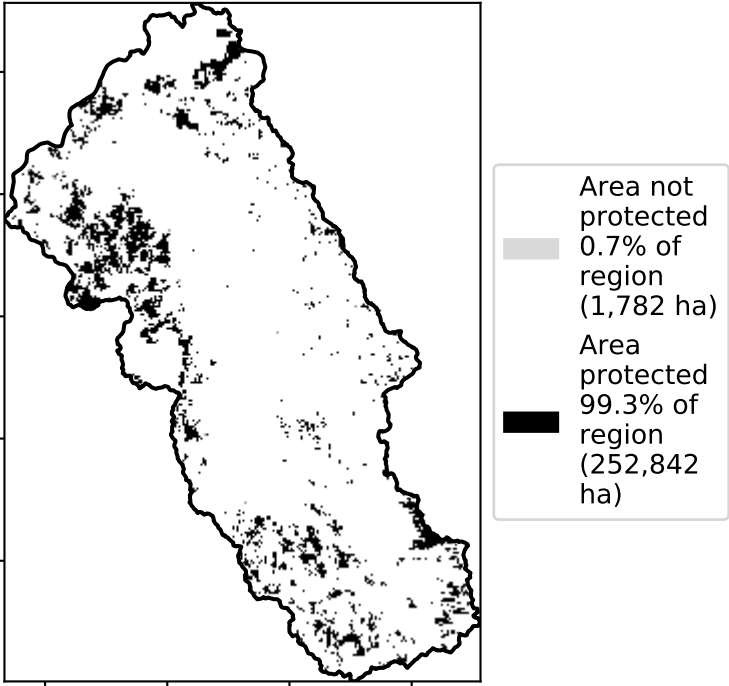 Area not
protected
0.7% of
region
(1,782 ha)
Area
protected
99.3% of
region
(252,842
ha)